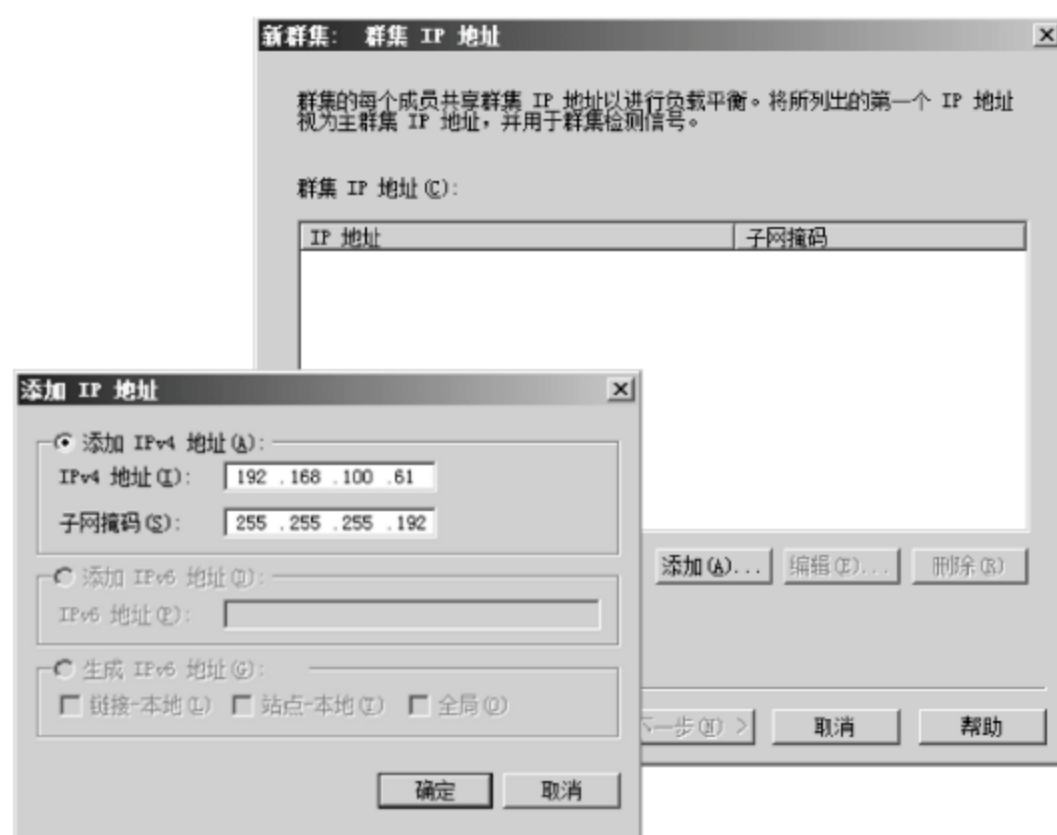 新群集: 群集 IP 地址
群集的每个成员共享群集 IP 地址以进行负载平衡。将所列出的第一个 IP 地址
视为主群集 IP 地址，并用于群集检测信号。
群集 IP 地址(C):
IP 地址 子网掩码
添加(A)... 编辑(E)... 删除(R)
下一步(N) > 取消 帮助
添加 IP 地址
添加 IPv4 地址(A):
IPv4 地址(I): 192 .168 .100 .61
子网掩码(S): 255 .255 .255 .192
添加 IPv6 地址(D):
IPv6 地址(P):
生成 IPv6 地址(G):
链接-本地(L) 站点-本地(T) 全局(O)
确定 取消